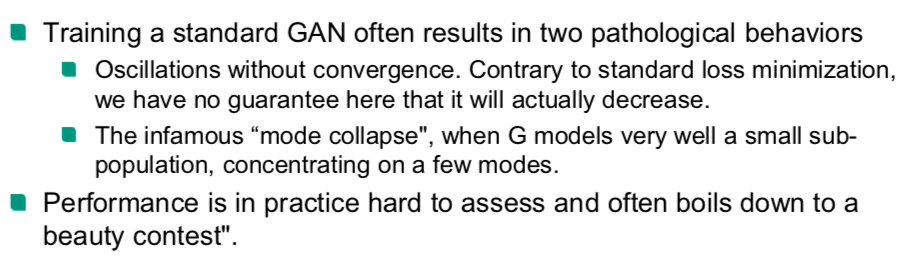 Training a standard GAN often results in two pathological behaviors
Oscillations without convergence. Contrary to standard loss minimization,
we have no guarantee here that it will actually decrease.
The infamous “mode collapse", when G models very well a small sub-
population, concentrating on a few modes.
Performance is in practice hard to assess and often boils down to a
beauty contest".